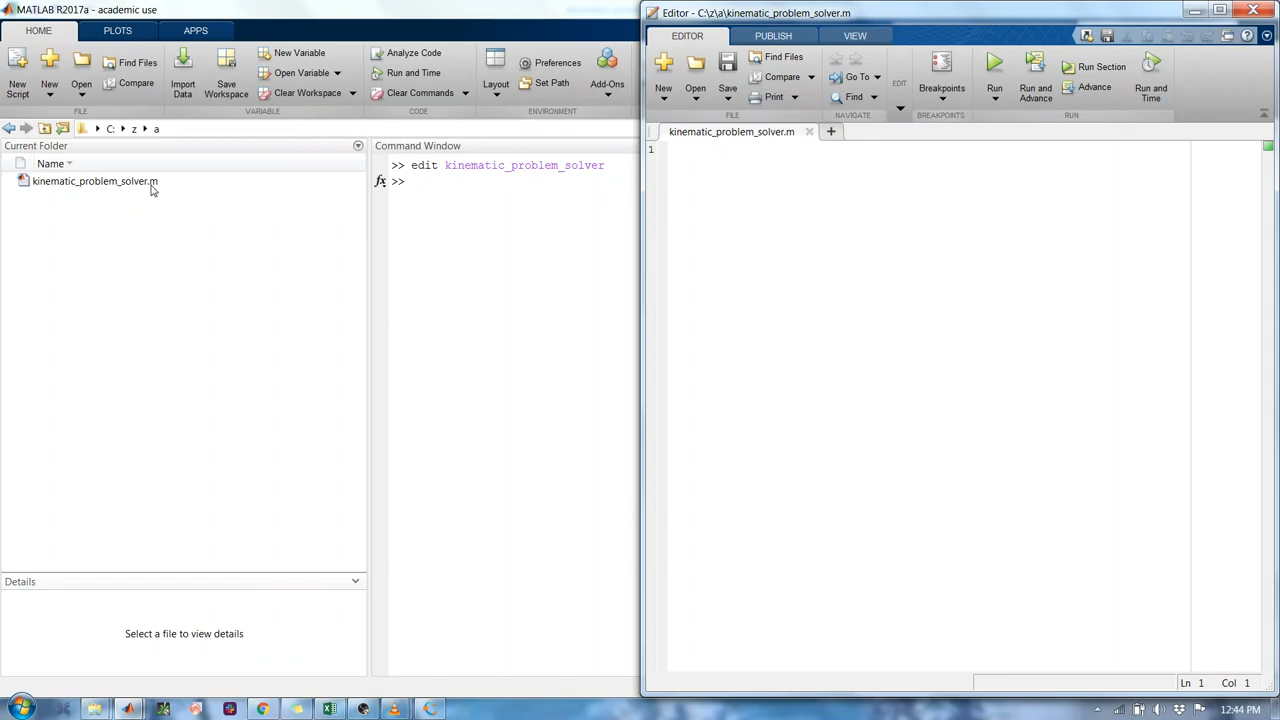 MATLAB R2017a - academic use
HOME PLOTS APPS
New Script
New
Open
Find Files
Compare
Import Data
Save Workspace
New Variable
Open Variable
Clear Workspace
Analyze Code
Run and Time
Clear Commands
Layout
Preferences
Set Path
Add-Ons
FILE VARIABLE CODE ENVIRONMENT
C: z a
Current Folder
Name
kinematic_problem_solver.m
Details
Select a file to view details
Command Window
>> edit kinematic_problem_solver
fx >>
Editor - C:\z\a\kinematic_problem_solver.m
EDITOR PUBLISH VIEW
New
Open
Save
Find Files
Compare
Print
Go To
Find
EDIT
Breakpoints
Run
Run and Advance
Run Section
Advance
Run and Time
FILE NAVIGATE BREAKPOINTS RUN
kinematic_problem_solver.m
1
Ln 1 Col 1
12:44 PM